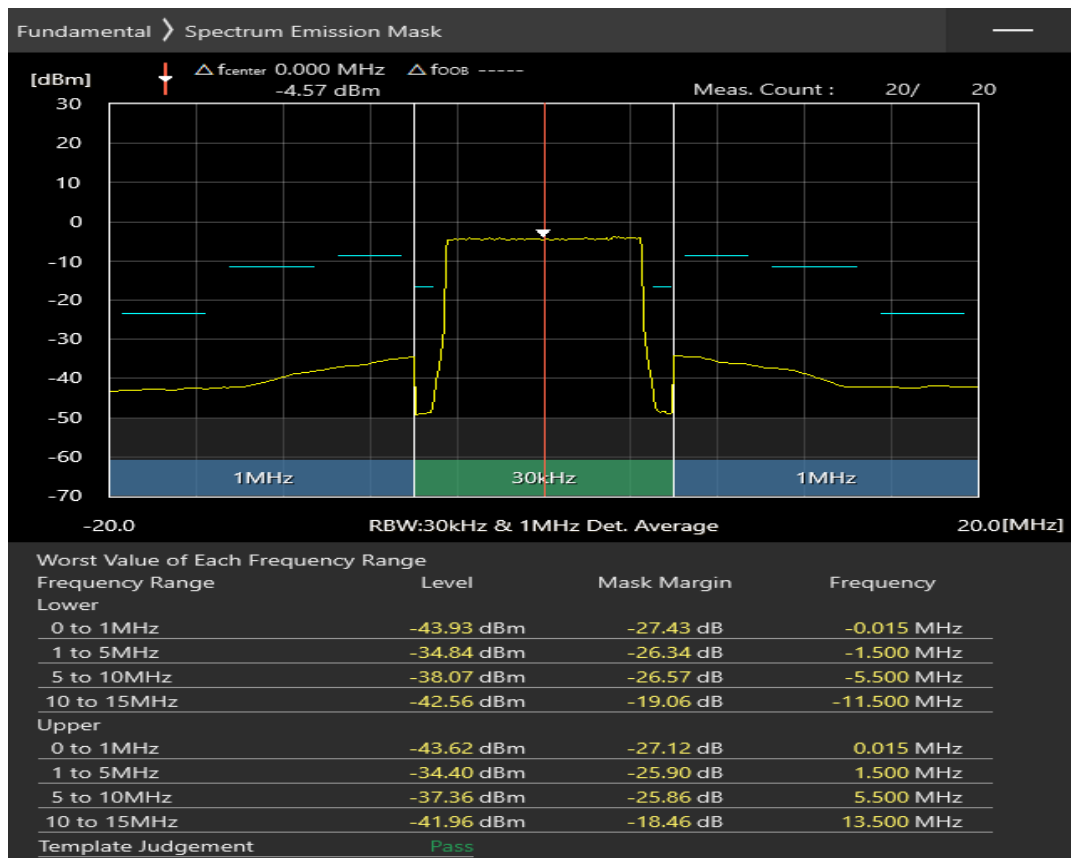 Fundamental ❯ Spectrum Emission Mask
[dBm] △ fcenter 0.000 MHz △ fOOB -----
-4.57 dBm Meas. Count : 20/ 20
30
20
10
0
-10
-20
-30
-40
-50
-60
1MHz 30kHz 1MHz
-70
-20.0 RBW:30kHz & 1MHz Det. Average 20.0[MHz]
Worst Value of Each Frequency Range
Frequency Range Level Mask Margin Frequency
Lower
0 to 1MHz -43.93 dBm -27.43 dB -0.015 MHz
1 to 5MHz -34.84 dBm -26.34 dB -1.500 MHz
5 to 10MHz -38.07 dBm -26.57 dB -5.500 MHz
10 to 15MHz -42.56 dBm -19.06 dB -11.500 MHz
Upper
0 to 1MHz -43.62 dBm -27.12 dB 0.015 MHz
1 to 5MHz -34.40 dBm -25.90 dB 1.500 MHz
5 to 10MHz -37.36 dBm -25.86 dB 5.500 MHz
10 to 15MHz -41.96 dBm -18.46 dB 13.500 MHz
Template Judgement Pass